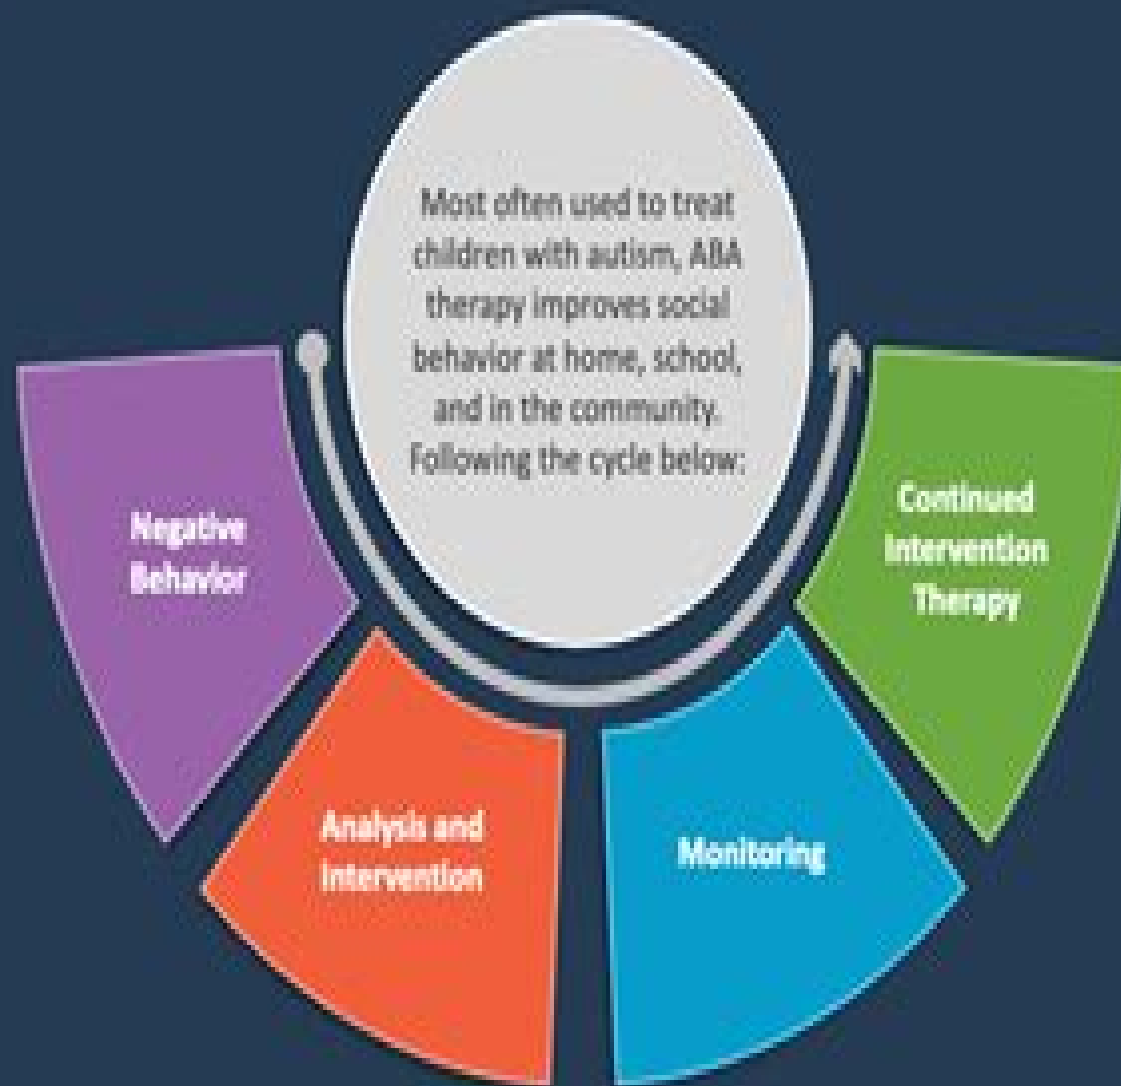 Most often used to treat
children with autism, ABA
therapy improves social
behavior at home, school,
and in the community.
Following the cycle below:
Negative
Behavior
Analysis and
Intervention
Monitoring
Continued
Intervention
Therapy